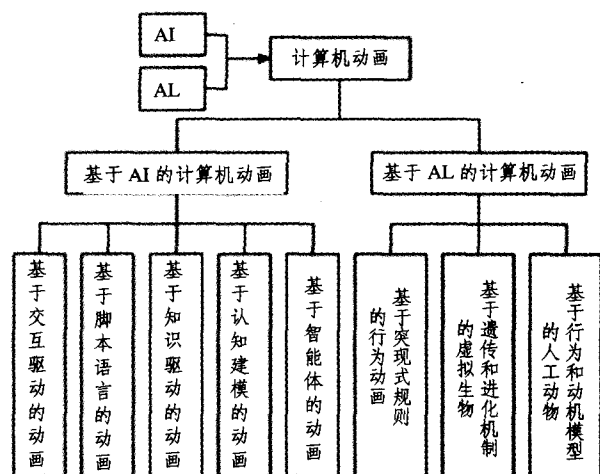 AI
AL
计算机动画
基于 AI 的计算机动画
基于 AL 的计算机动画
基于交互驱动的动画
基于脚本语言的动画
基于知识驱动的动画
基于认知建模的动画
基于智能体的动画
基于突现式规则
的行为动画
基于遗传和进化机制
的虚拟生物
基于行为和动机模型
的人工动物